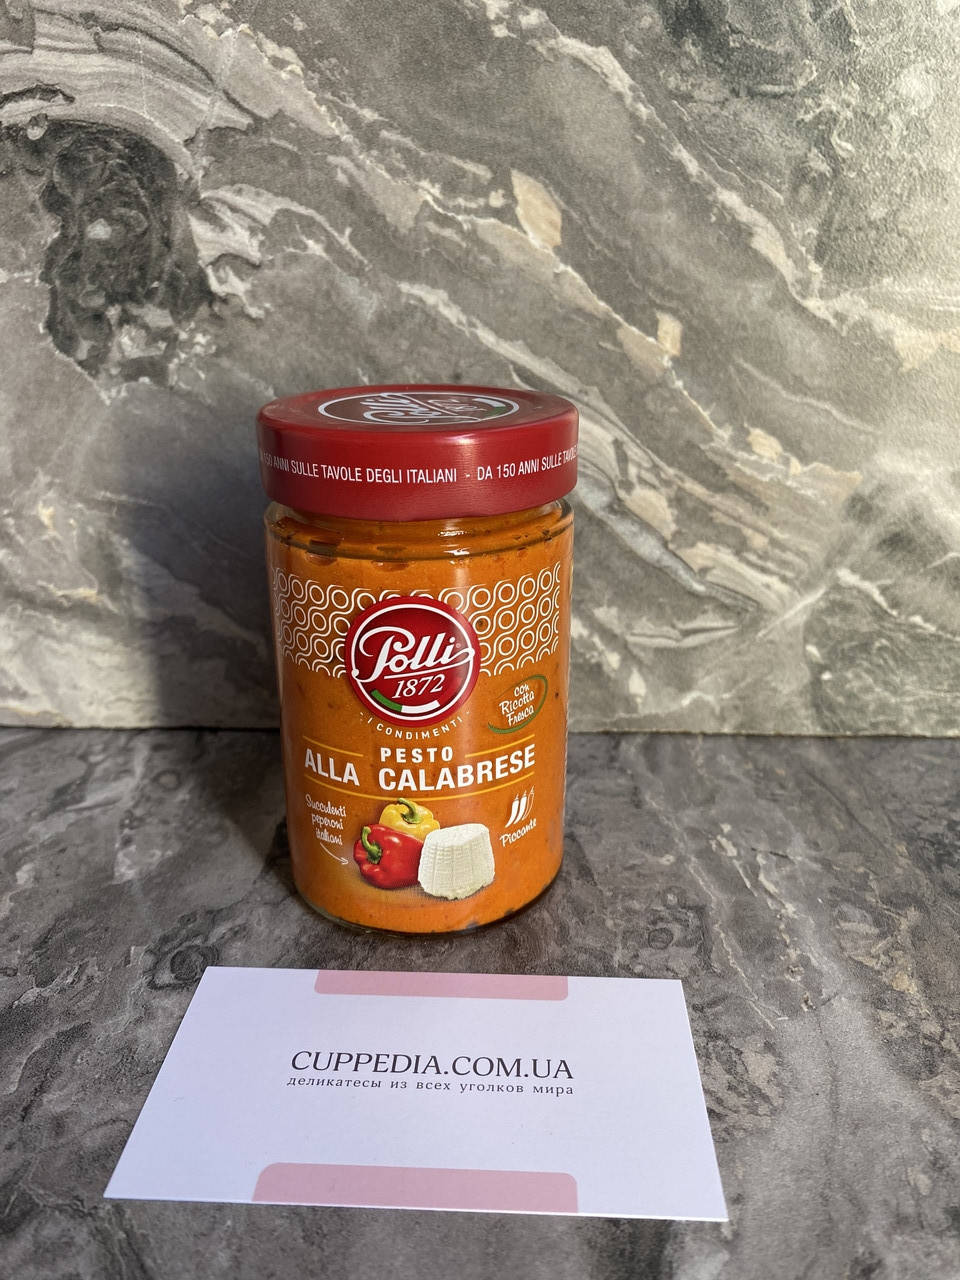 150 ANNI SULLE TAVOLE DEGLI ITALIANI - DA 150 ANNI SULLE TAVOLE
Polli
1872
· I CONDIMENTI ·
con
Ricotta
Fresca
PESTO
ALLA CALABRESE
Succulenti
peperoni
italiani
Piccante
CUPPEDIA.COM.UA
деликатесы из всех уголков мира